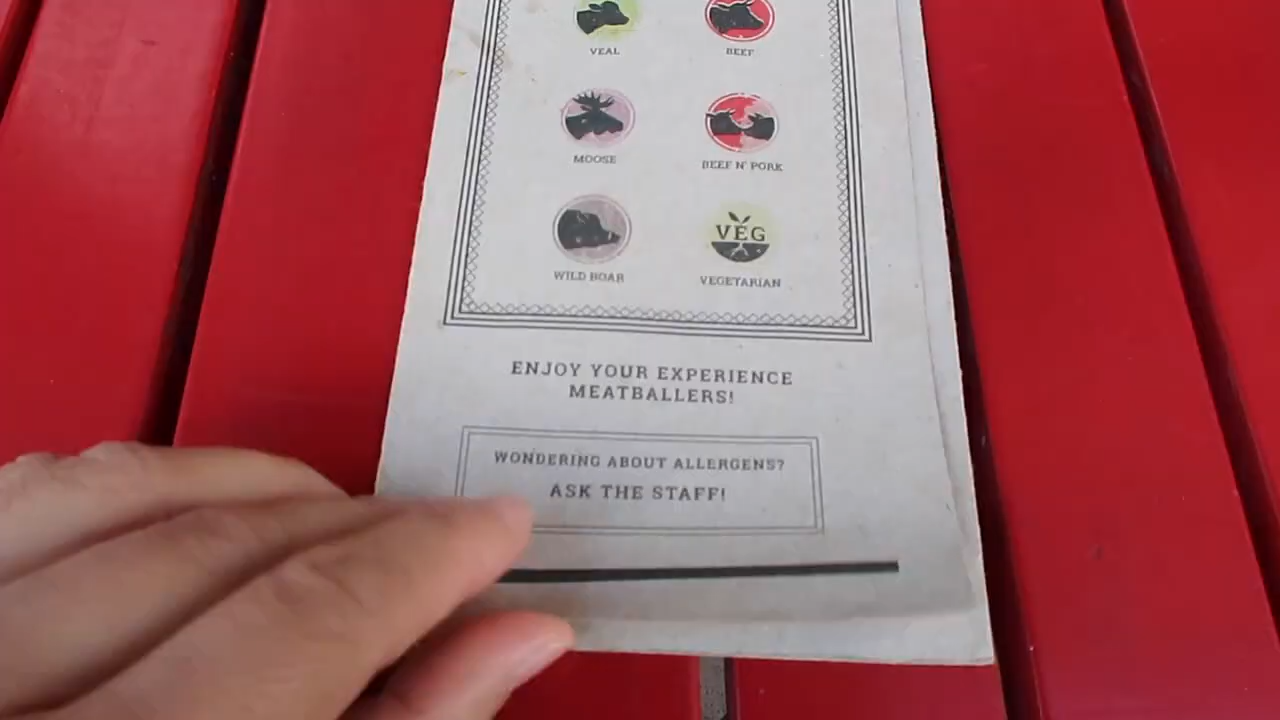 VEAL BEEF
MOOSE BEEF N' PORK
VEG
WILD BOAR VEGETARIAN
ENJOY YOUR EXPERIENCE
MEATBALLERS!
WONDERING ABOUT ALLERGENS?
ASK THE STAFF!